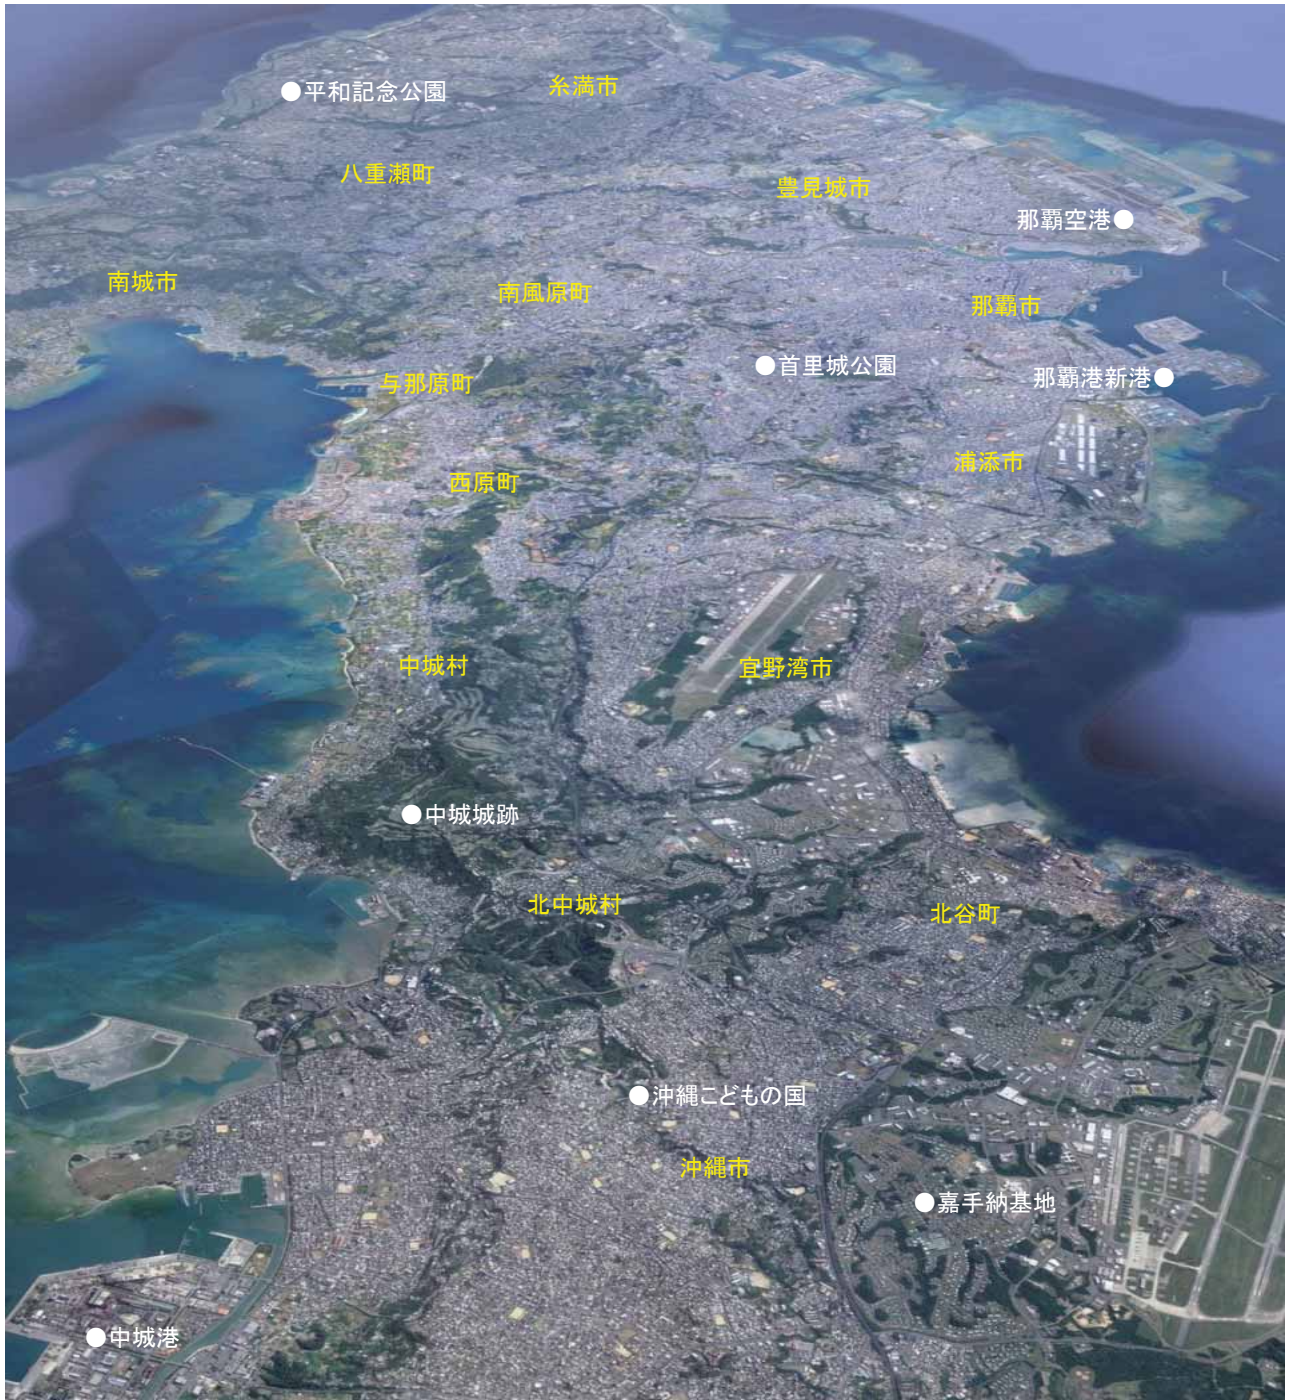 糸満市
●平和記念公園
八重瀬町
豊見城市
那覇空港●
南城市
南風原町
那覇市
●首里城公園
那覇港新港●
与那原町
浦添市
西原町
中城村
宜野湾市
●中城城跡
北中城村
北谷町
●沖縄こどもの国
沖縄市
●嘉手納基地
●中城港